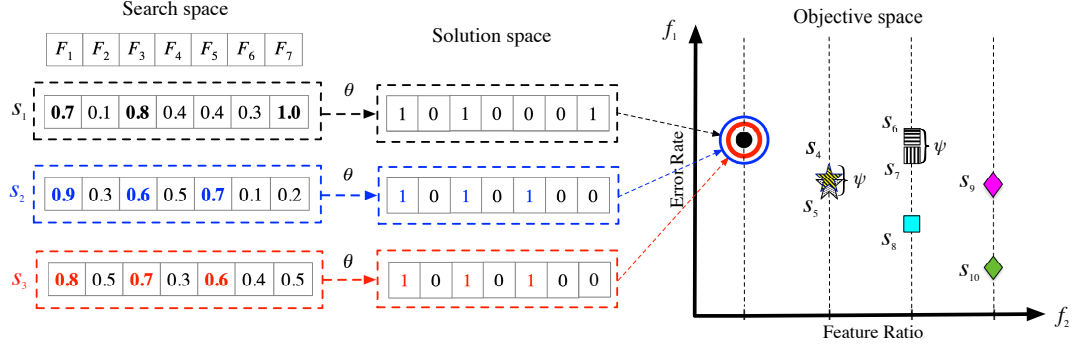 Search space
F1 F2 F3 F4 F5 F6 F7
S1 0.7 0.1 0.8 0.4 0.4 0.3 1.0
θ
S2 0.9 0.3 0.6 0.5 0.7 0.1 0.2
θ
S3 0.8 0.5 0.7 0.3 0.6 0.4 0.5
θ
Solution space
1 0 1 0 0 0 1
1 0 1 0 1 0 0
1 0 1 0 1 0 0
Objective space
f1
Error Rate
S4
S5
ψ
S6
S7
ψ
S8
S9
S10
Feature Ratio
f2